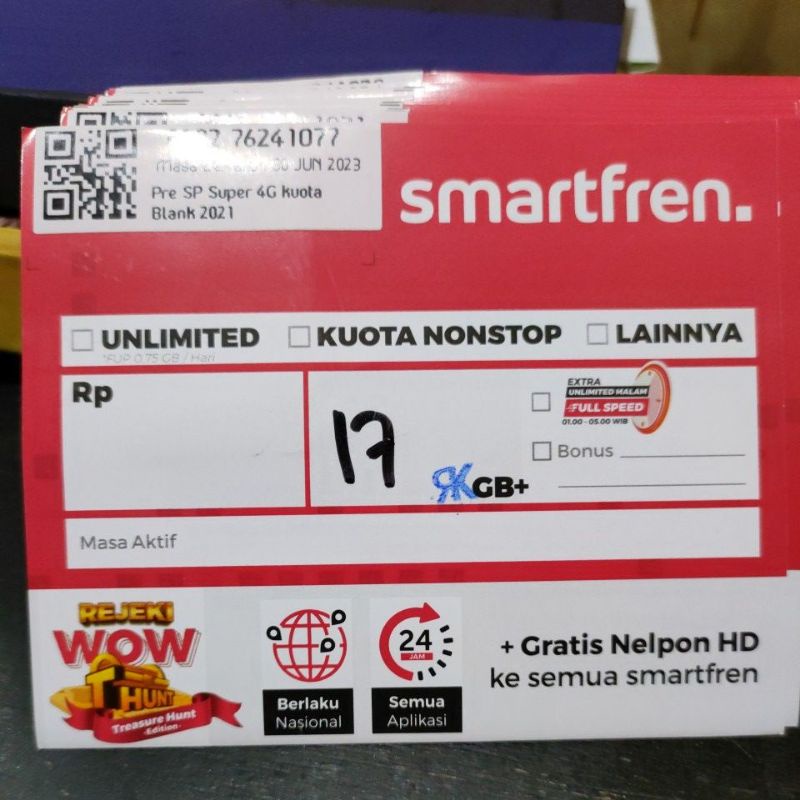 76241077
JUN 2023
Pre SP Super 4G kuota
Blank 2021
smartfren.
UNLIMITED
*FUP 0.75 GB / Hari
KUOTA NONSTOP
LAINNYA
Rp
17
GB+
EXTRA
UNLIMITED MALAM
FULL SPEED
01.00 - 05.00 WIB
Bonus
Masa Aktif
REJEKI
WOW
HUNT
Treasure Hunt
-Edition-
Berlaku
Nasional
24
JAM
Semua
Aplikasi
+ Gratis Nelpon HD
ke semua smartfren